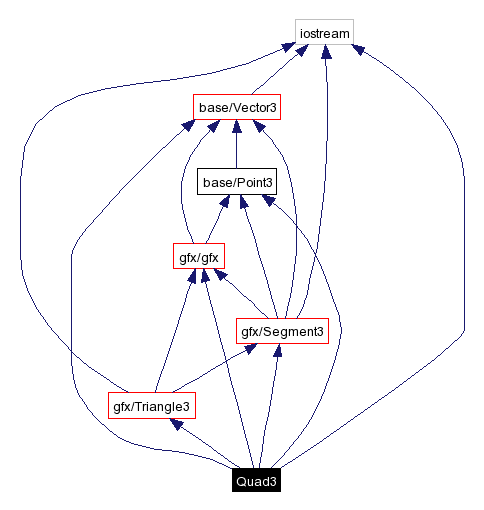 iostream
base/Vector3
base/Point3
gfx/gfx
gfx/Segment3
gfx/Triangle3
Quad3